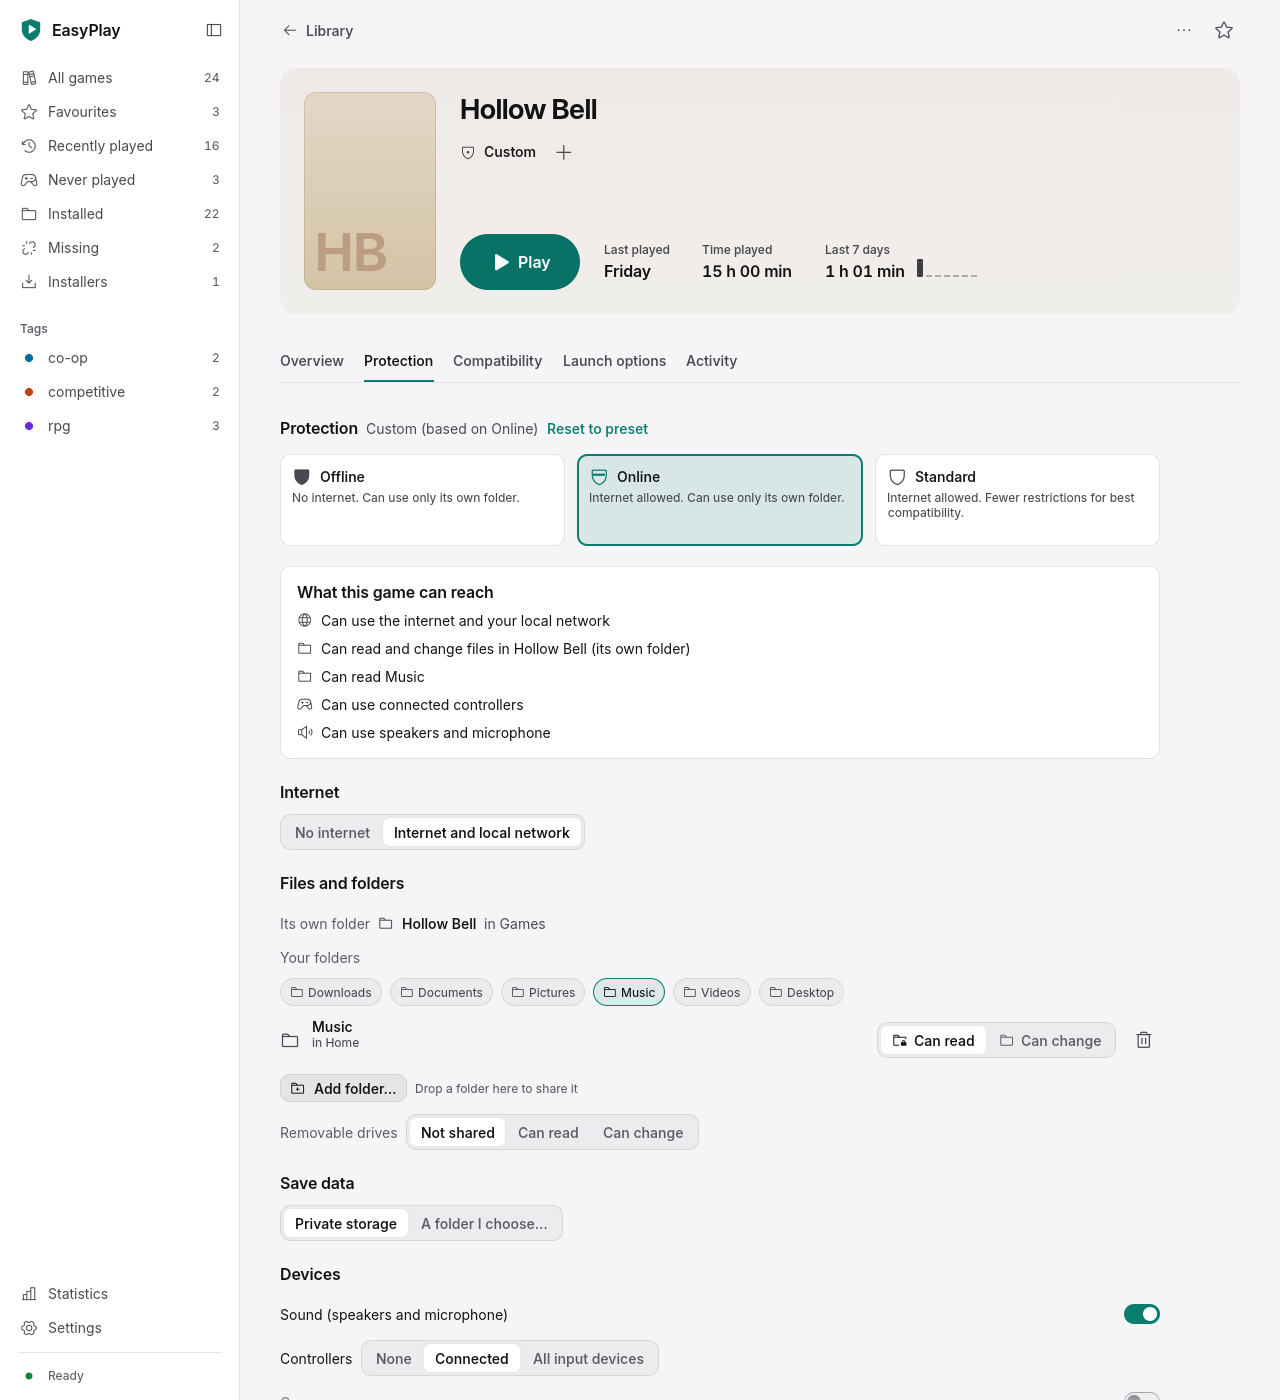 EasyPlay
All games 24
Favourites 3
Recently played 16
Never played 3
Installed 22
Missing 2
Installers 1
Tags
co-op 2
competitive 2
rpg 3
Statistics
Settings
Ready
Library
HB
Hollow Bell
Custom
Play
Last played
Friday
Time played
15 h 00 min
Last 7 days
1 h 01 min
Overview Protection Compatibility Launch options Activity
Protection Custom (based on Online) Reset to preset
Offline
No internet. Can use only its own folder.
Online
Internet allowed. Can use only its own folder.
Standard
Internet allowed. Fewer restrictions for best
compatibility.
What this game can reach
Can use the internet and your local network
Can read and change files in Hollow Bell (its own folder)
Can read Music
Can use connected controllers
Can use speakers and microphone
Internet
No internet Internet and local network
Files and folders
Its own folder Hollow Bell in Games
Your folders
Downloads Documents Pictures Music Videos Desktop
Music
in Home
Can read Can change
Add folder... Drop a folder here to share it
Removable drives Not shared Can read Can change
Save data
Private storage A folder I choose...
Devices
Sound (speakers and microphone)
Controllers None Connected All input devices